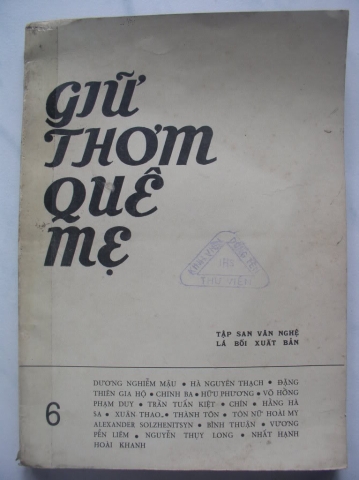 GIỮ
THƠM
QUÊ
MẸ
THƯ VIỆN
TẬP SAN VĂN NGHỆ
LÁ BỐI XUẤT BẢN
6
DƯƠNG NGHIỄM MẬU • HÀ NGUYÊN THẠCH • ĐẶNG
THIÊN GIA HỘ • CHINH BA • HỮU PHƯƠNG • VÕ HỒNG
PHẠM DUY • TRẦN TUẤN KIỆT • CHÍN • HẰNG HÀ
SA • XUÂN THAO.. • THANH TÔN • TÔN NỮ HOÀI MY
ALEXANDER SOLZHENITSYN • BÌNH THUẬN • VƯƠNG
PỂN LIÊM • NGUYỄN THỤY LONG • NHẤT HẠNH
HOÀI KHANH